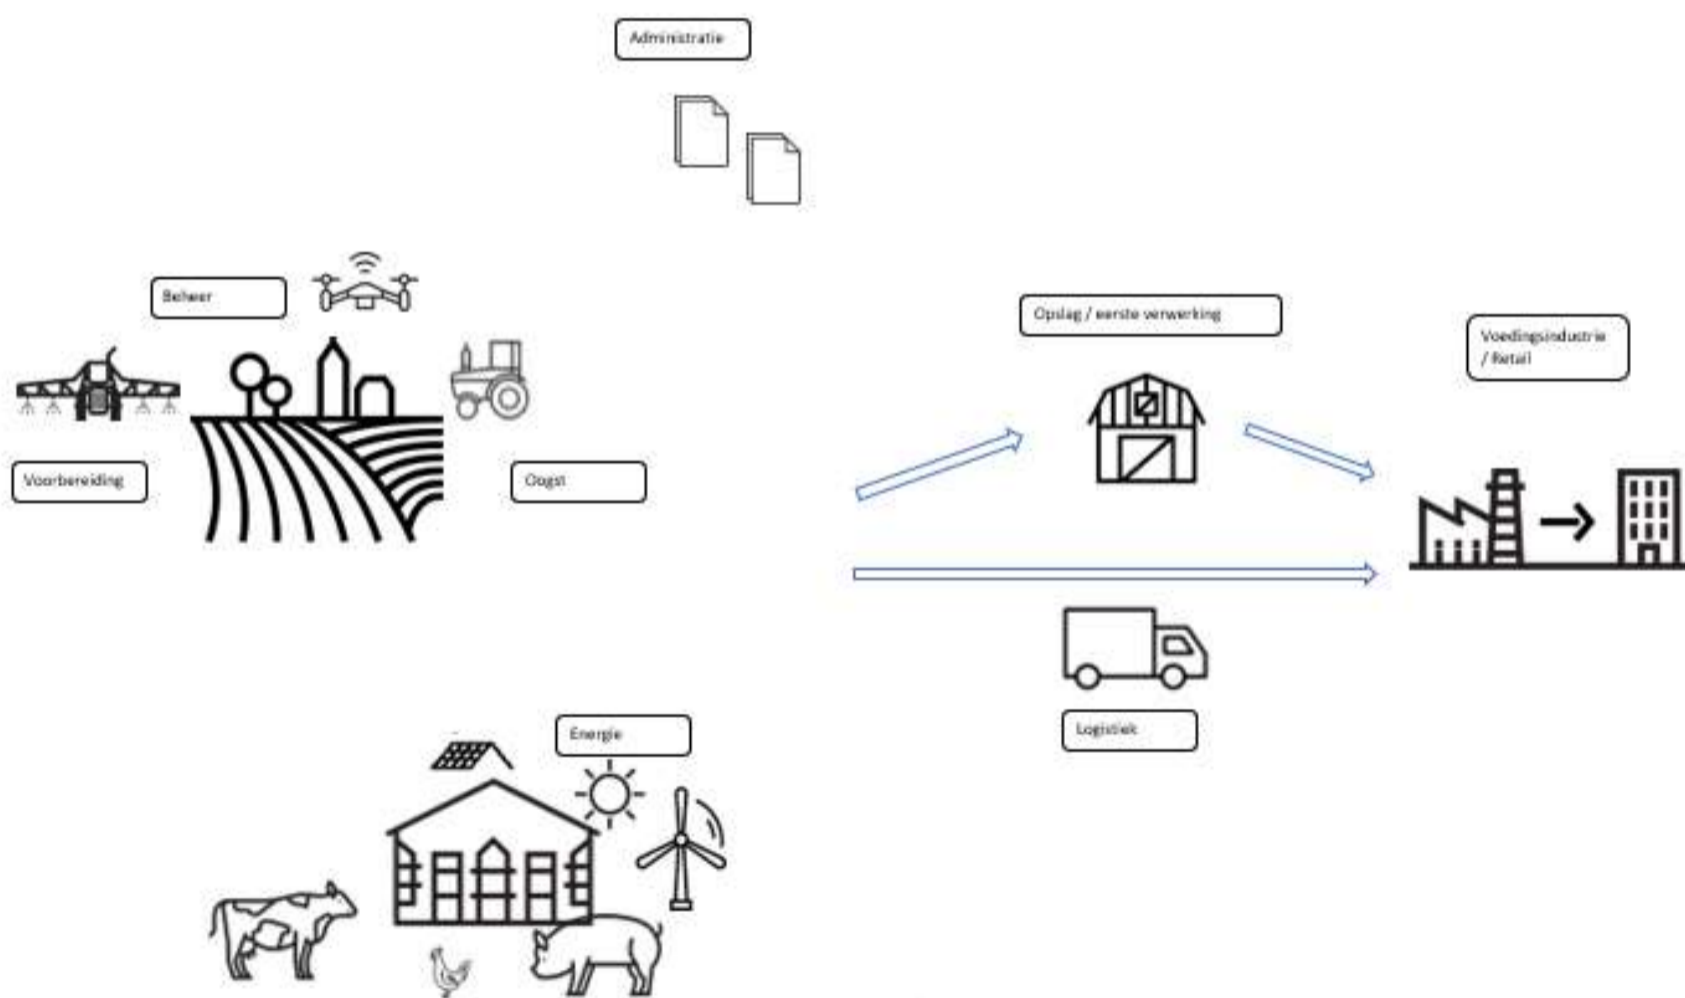 Administratie
Beheer
Opslag / eerste verwerking
Voedingsindustrie
/ Retail
Voorbereiding
Oogst
Energie
Logistiek